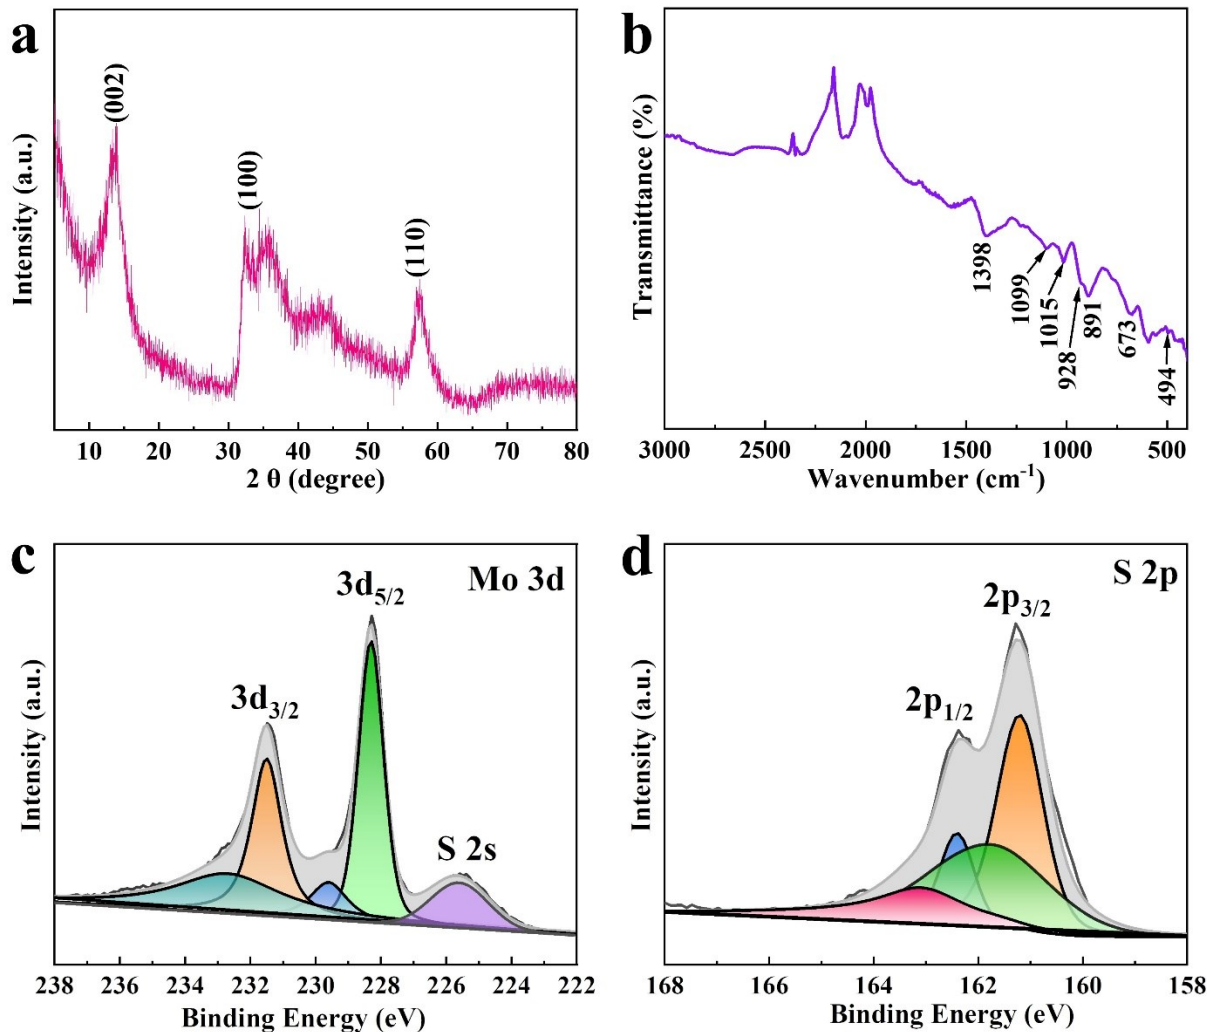 a
(002)
(100)
(110)
Intensity (a.u.)
10 20 30 40 50 60 70 80
2 θ (degree)
b
Transmittance (%)
1398
1099
1015
928
891
673
494
3000 2500 2000 1500 1000 500
Wavenumber (cm⁻¹)
c
Mo 3d
3d₅/₂
3d₃/₂
S 2s
Intensity (a.u.)
238 236 234 232 230 228 226 224 222
Binding Energy (eV)
d
S 2p
2p₃/₂
2p₁/₂
Intensity (a.u.)
168 166 164 162 160 158
Binding Energy (eV)